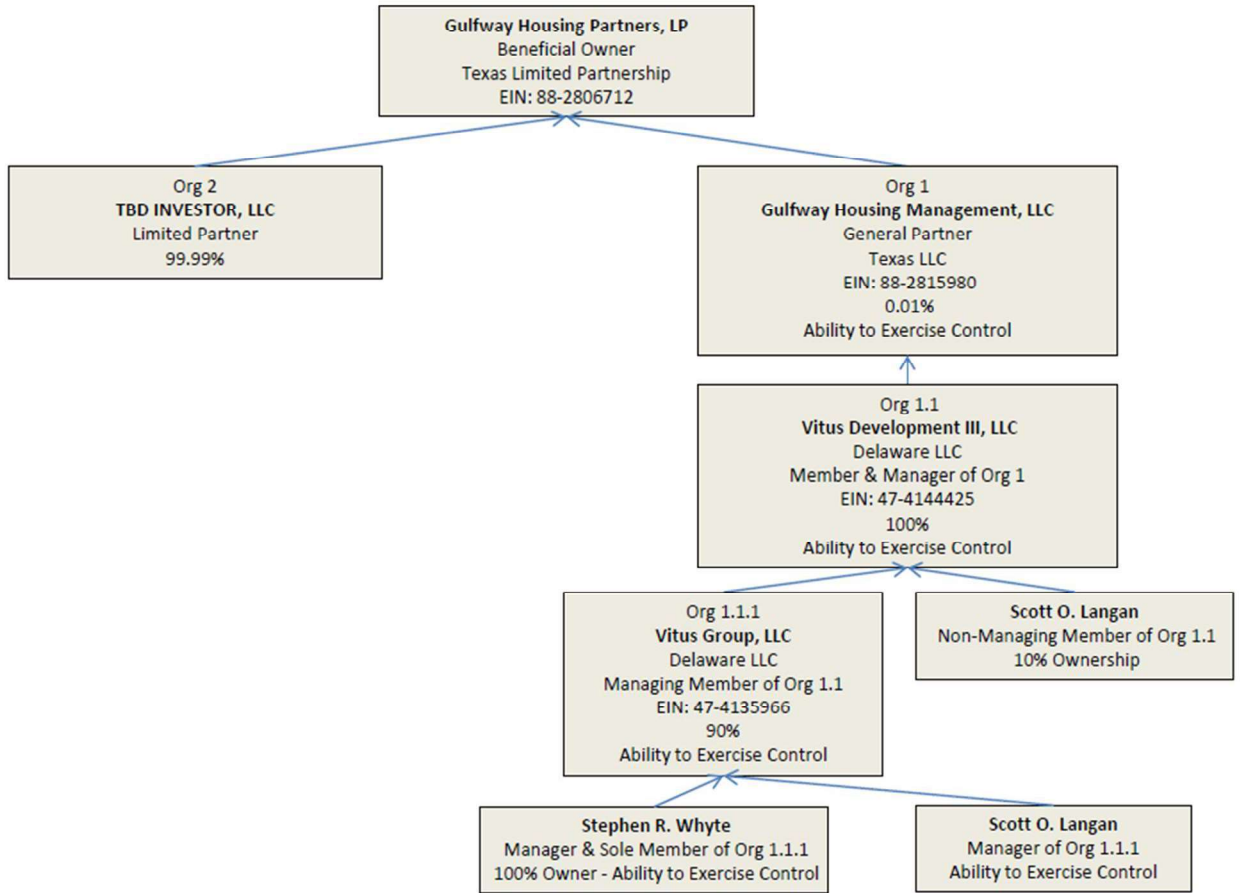 Gulfway Housing Partners, LP
Beneficial Owner
Texas Limited Partnership
EIN: 88-2806712
Org 2
TBD INVESTOR, LLC
Limited Partner
99.99%
Org 1
Gulfway Housing Management, LLC
General Partner
Texas LLC
EIN: 88-2815980
0.01%
Ability to Exercise Control
Org 1.1
Vitus Development III, LLC
Delaware LLC
Member & Manager of Org 1
EIN: 47-4144425
100%
Ability to Exercise Control
Org 1.1.1
Vitus Group, LLC
Delaware LLC
Managing Member of Org 1.1
EIN: 47-4135966
90%
Ability to Exercise Control
Scott O. Langan
Non-Managing Member of Org 1.1
10% Ownership
Stephen R. Whyte
Manager & Sole Member of Org 1.1.1
100% Owner - Ability to Exercise Control
Scott O. Langan
Manager of Org 1.1.1
Ability to Exercise Control